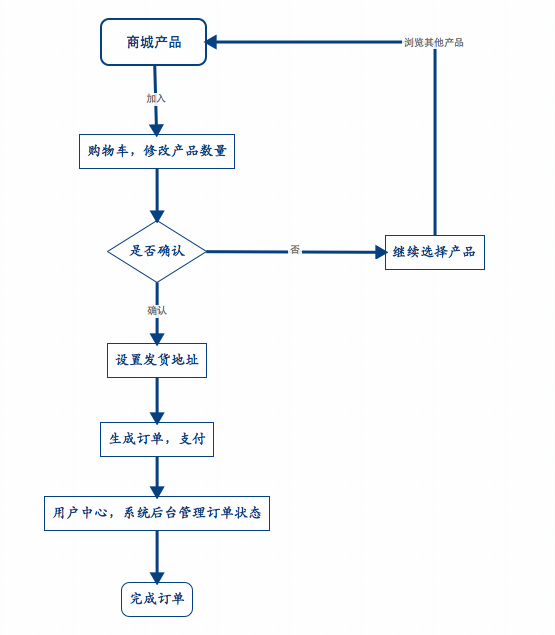 商城产品
浏览其他产品
加入
购物车，修改产品数量
是否确认
否
继续选择产品
确认
设置发货地址
生成订单，支付
用户中心，系统后台管理订单状态
完成订单